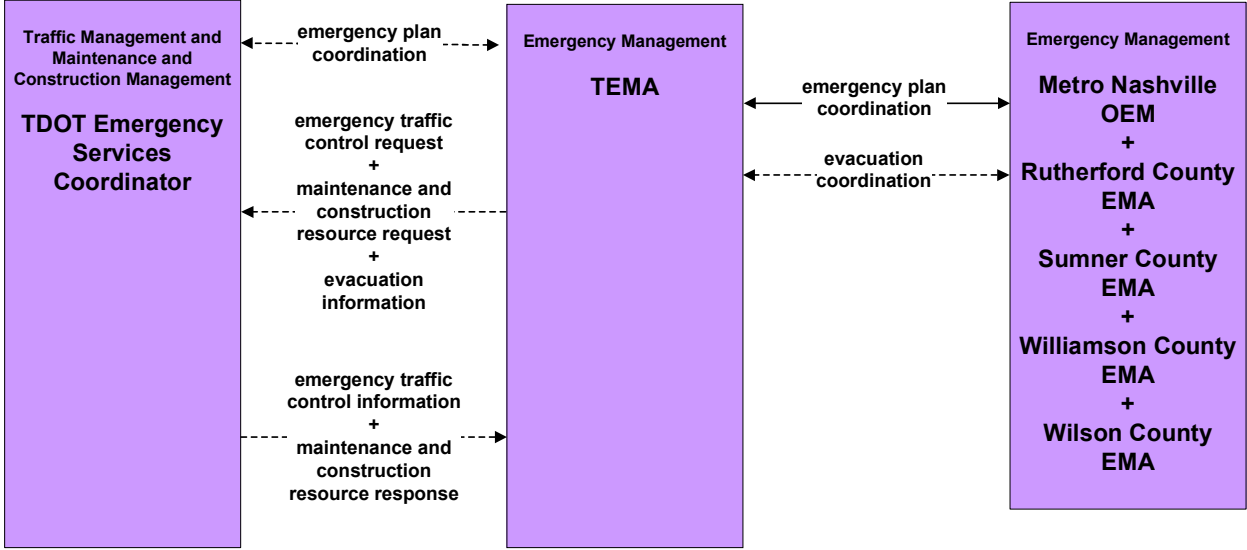 Traffic Management and
Maintenance and
Construction Management
TDOT Emergency
Services
Coordinator
emergency plan
coordination
emergency traffic
control request
+
maintenance and
construction
resource request
+
evacuation
information
emergency traffic
control information
+
maintenance and
construction
resource response
Emergency Management
TEMA
emergency plan
coordination
evacuation
coordination
Emergency Management
Metro Nashville
OEM
+
Rutherford County
EMA
+
Sumner County
EMA
+
Williamson County
EMA
+
Wilson County
EMA